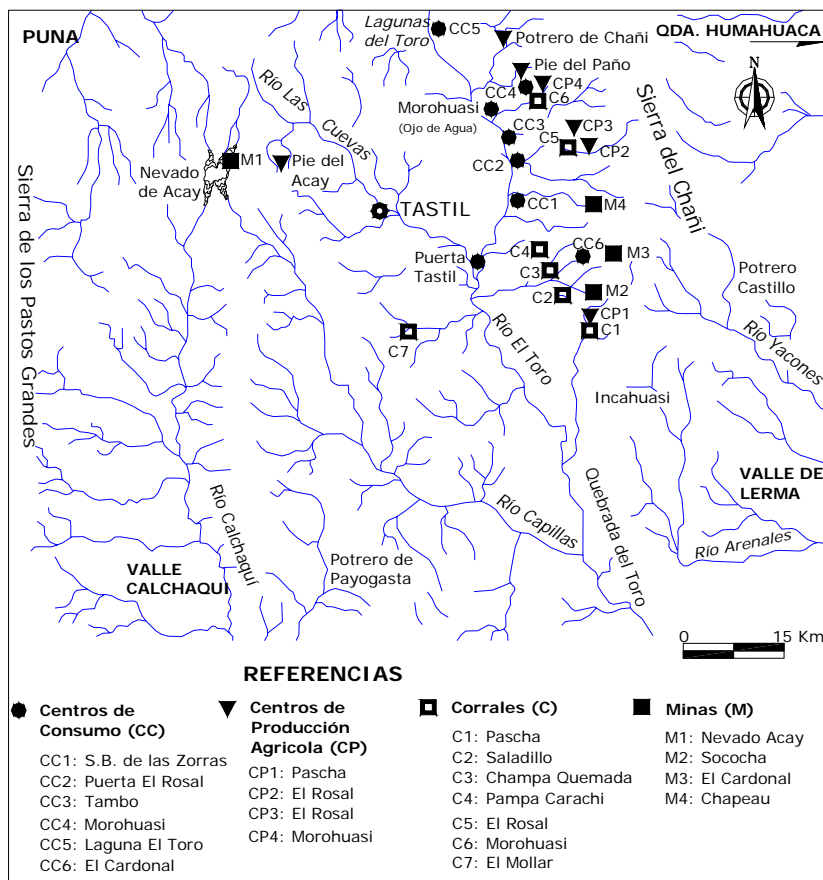 PUNA
Lagunas
del Toro
CC5
Potrero de Chañi
QDA. HUMAHUACA
N
Pie del Paño
CC4
CP4
C6
Morohuasi
(Ojo de Agua)
Río Las
Cuevas
CC3
CP3
C5
CP2
CC2
Sierra del Chañi
M1
Nevado
de Acay
Pie del
Acay
TASTIL
CC1
M4
Sierra de los Pastos Grandes
Puerta
Tastil
C4
CC6
M3
C3
C2
M2
CP1
C1
C7
Potrero
Castillo
Río Yacones
Río El Toro
Incahuasi
VALLE DE
LERMA
Río Calchaquí
Río Capillas
Quebrada del Toro
Río Arenales
VALLE
CALCHAQUI
Potrero de
Payogasta
0 15 Km
REFERENCIAS
Centros de
Consumo (CC)
CC1: S.B. de las Zorras
CC2: Puerta El Rosal
CC3: Tambo
CC4: Morohuasi
CC5: Laguna El Toro
CC6: El Cardonal
Centros de
Producción
Agricola (CP)
CP1: Pascha
CP2: El Rosal
CP3: El Rosal
CP4: Morohuasi
Corrales (C)
C1: Pascha
C2: Saladillo
C3: Champa Quemada
C4: Pampa Carachi
C5: El Rosal
C6: Morohuasi
C7: El Mollar
Minas (M)
M1: Nevado Acay
M2: Sococha
M3: El Cardonal
M4: Chapeau